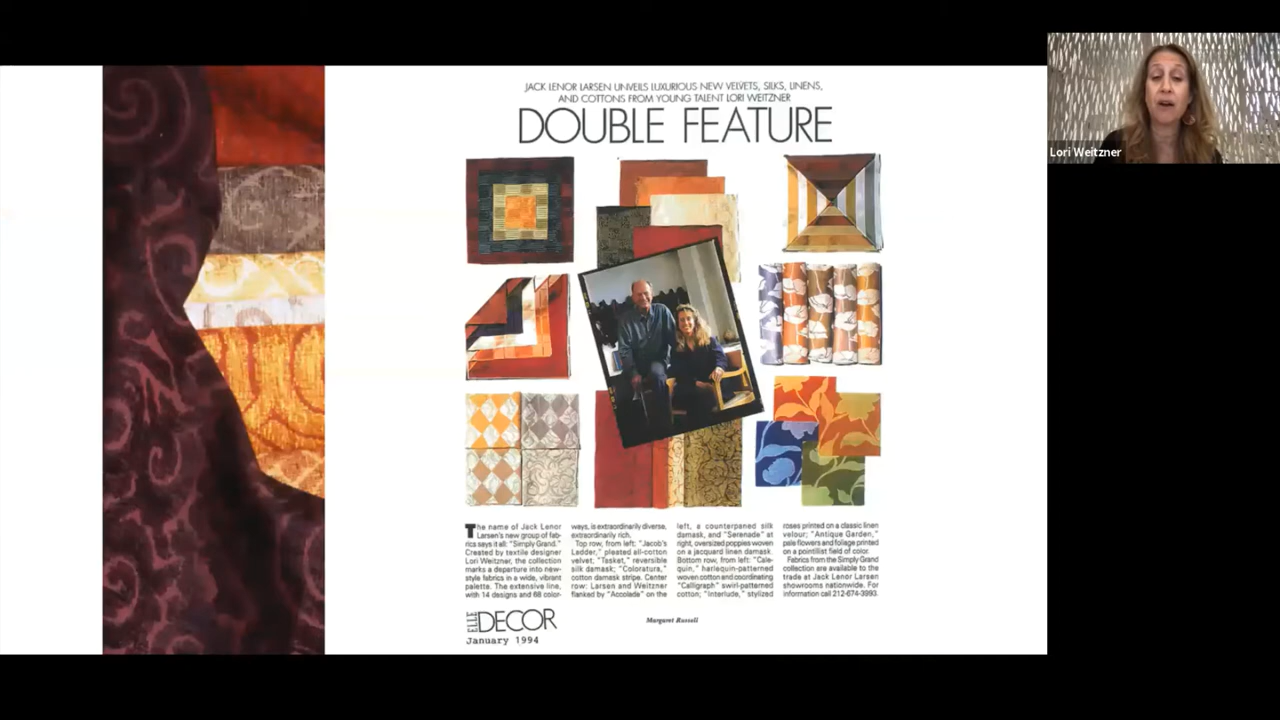 JACK LENOR LARSEN UNVEILS LUXURIOUS NEW VELVETS, SILKS, LINENS,
AND COTTONS FROM YOUNG TALENT LORI WEITZNER
DOUBLE FEATURE
Lori Weitzner
The name of Jack Lenor
Larsen's new group of fab-
rics says it all: "Simply Grand."
Created by textile designer
Lori Weitzner, the collection
marks a departure into new-
style fabrics in a wide, vibrant
palette. The extensive line,
with 14 designs and 68 color-
ways, is extraordinarily diverse,
extraordinarily rich.
Top row, from left: "Jacob's
Ladder," pleated all-cotton
velvet, "Tasket," reversible
silk damask; "Coloratura,"
cotton damask stripe. Center
row: Larsen and Weitzner
flanked by "Accolada" on the
left, a counterpaned silk
damask, and "Serenade" at
right, oversized poppies woven
on a jacquard linen damask.
Bottom row, from left: "Cale-
quin," harlequin-patterned
woven cotton and coordinating
"Calligraph" swirl-patterned
cotton; "Interlude," stylized
roses printed on a classic linen
velour; "Antique Garden,"
pale flowers and foliage printed
on a pointillist field of color.
Fabrics from the Simply Grand
collection are available to the
trade at Jack Lenor Larsen
showrooms nationwide. For
information call 212-674-3993.
Margaret Russell
ELLE DECOR
January 1994